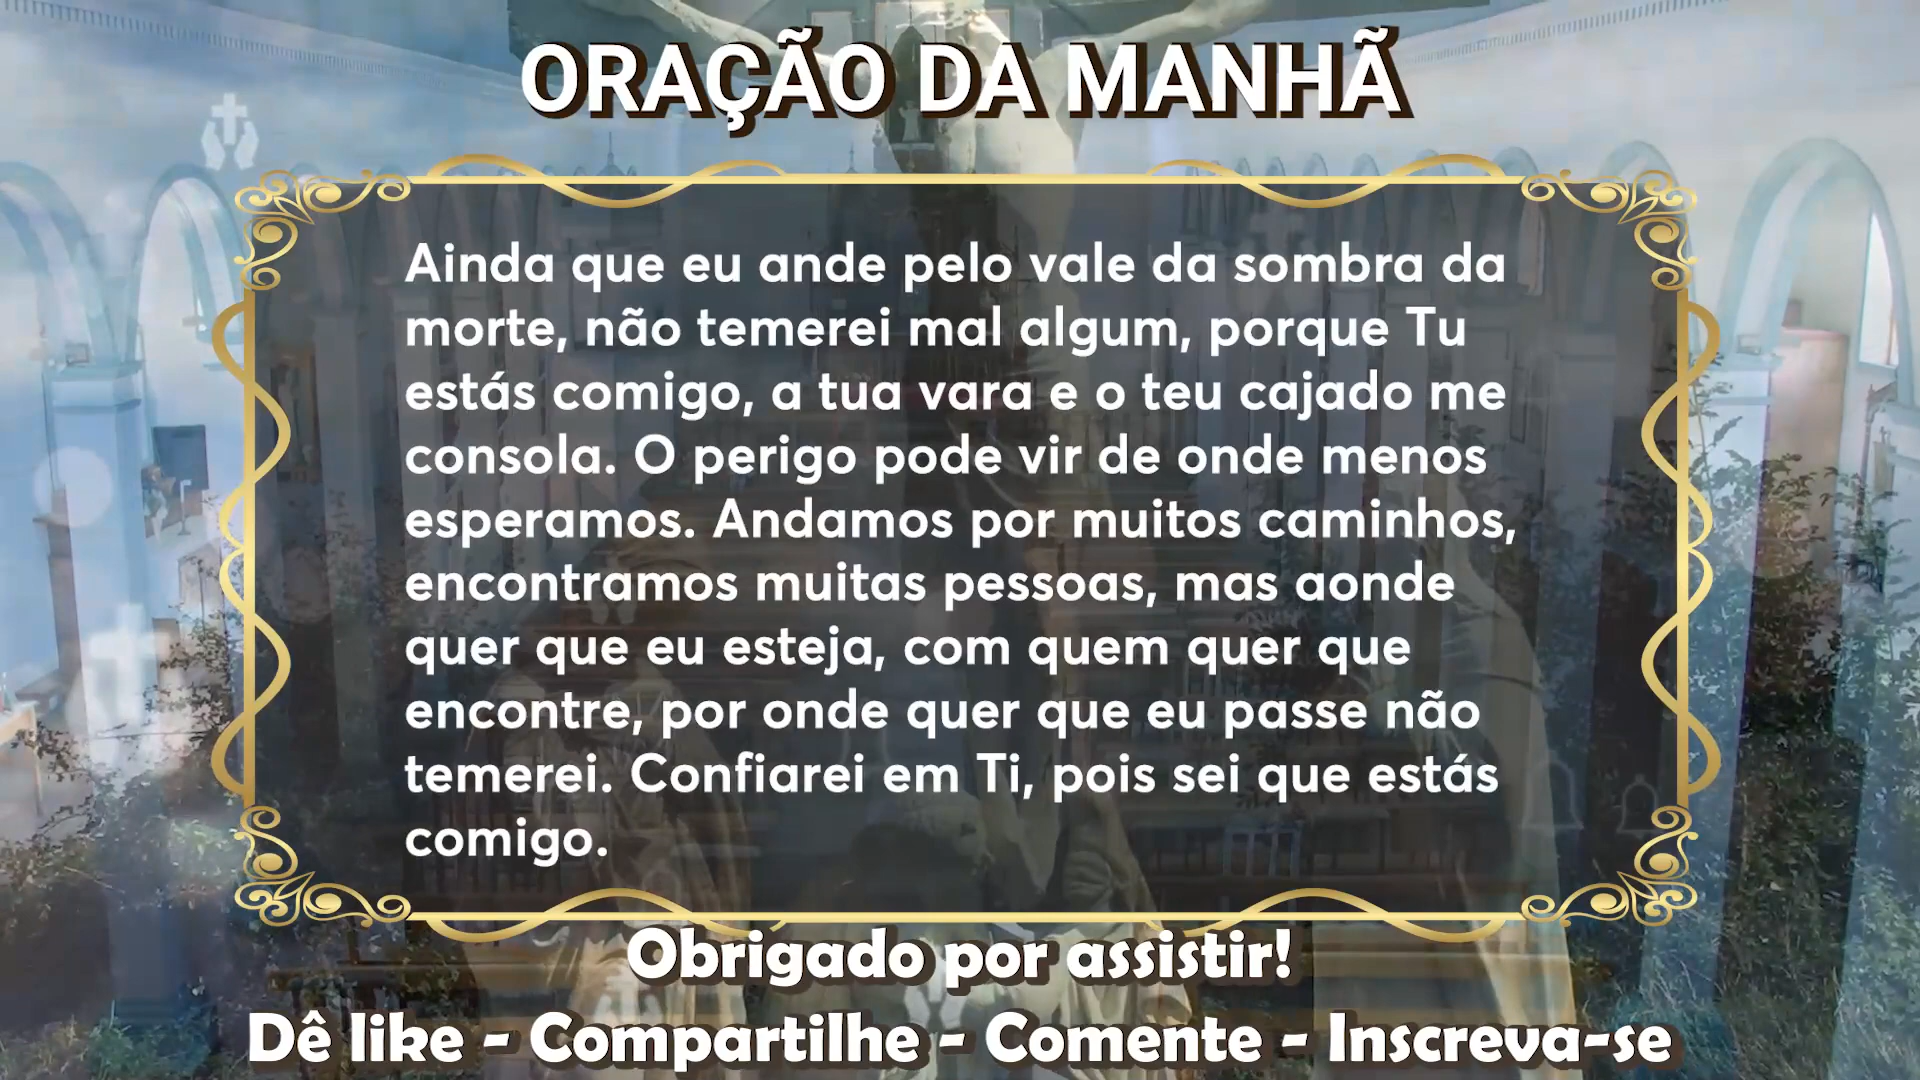 ORAÇÃO DA MANHÃ
Ainda que eu ande pelo vale da sombra da
morte, não temerei mal algum, porque Tu
estás comigo, a tua vara e o teu cajado me
consola. O perigo pode vir de onde menos
esperamos. Andamos por muitos caminhos,
encontramos muitas pessoas, mas aonde
quer que eu esteja, com quem quer que
encontre, por onde quer que eu passe não
temerei. Confiarei em Ti, pois sei que estás
comigo.
Obrigado por assistir!
Dê like - Compartilhe - Comente - Inscreva-se